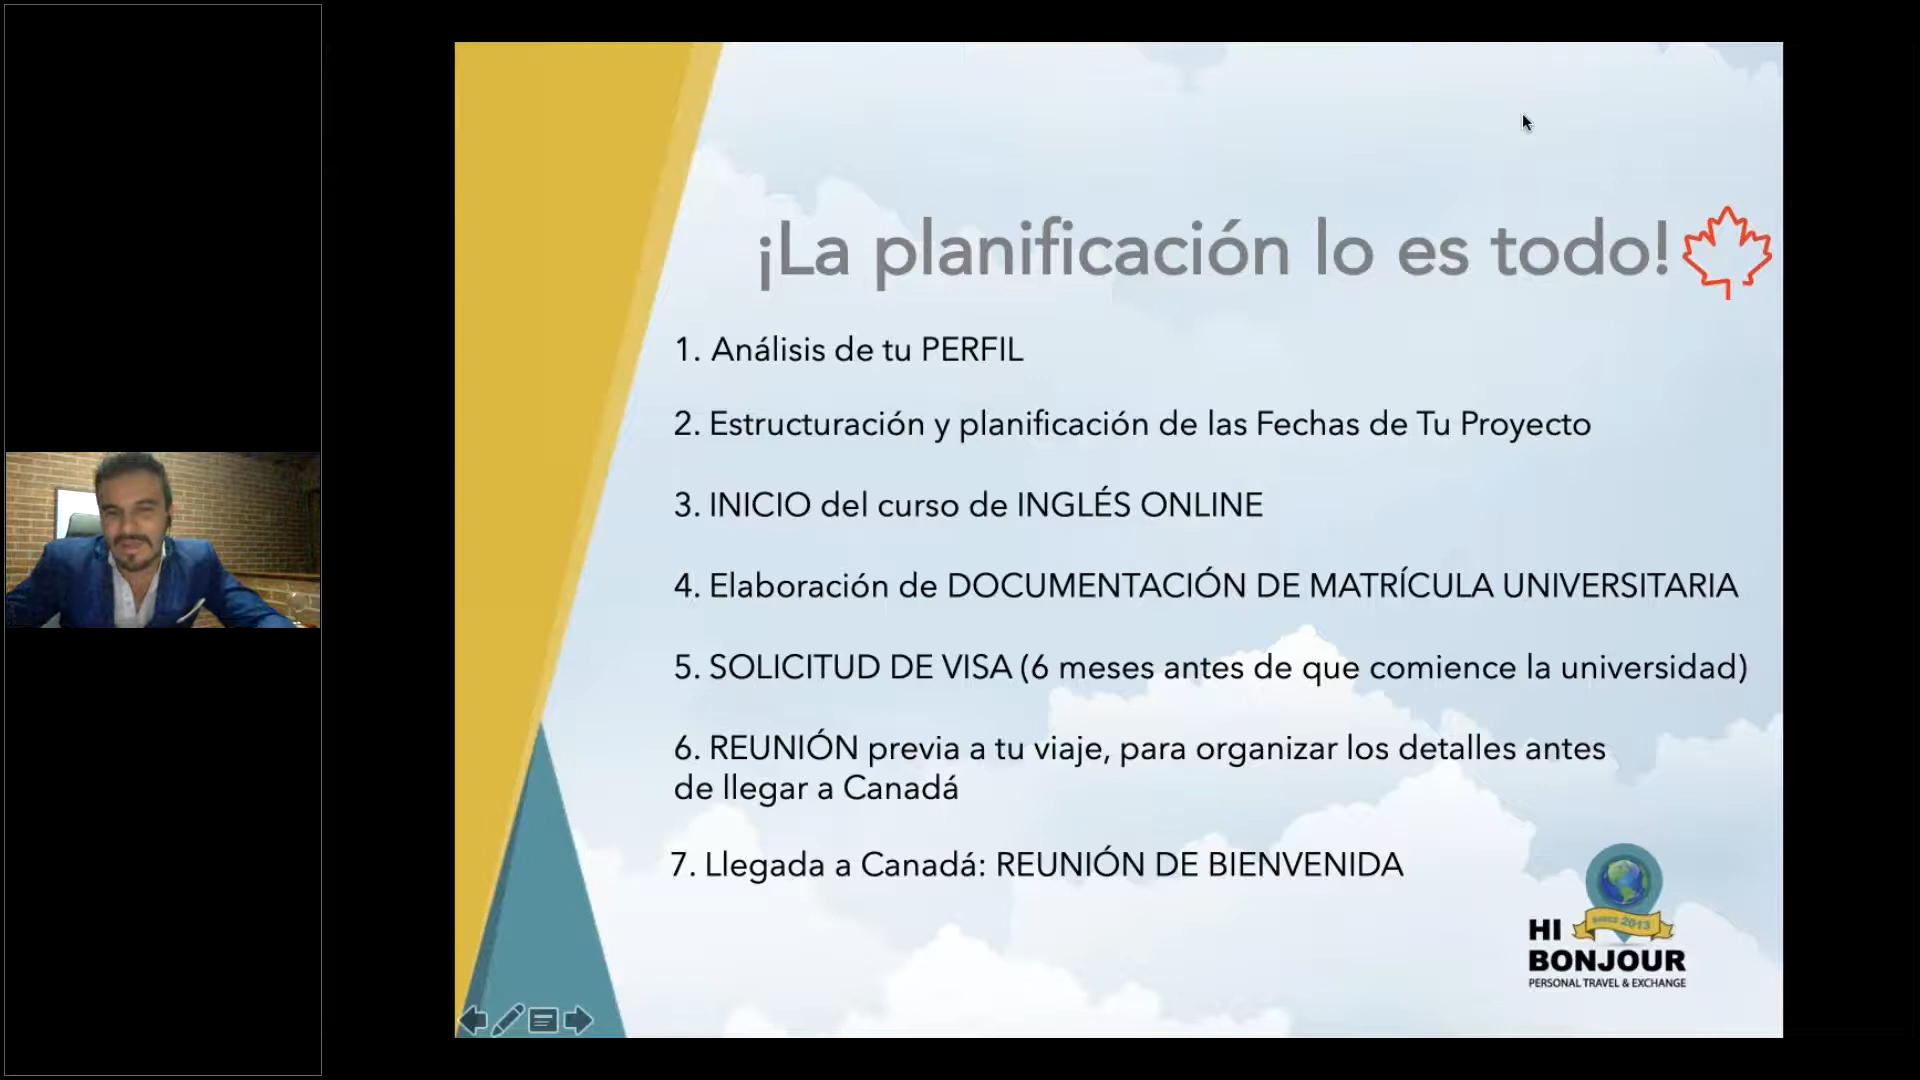 ¡La planificación lo es todo!
1. Análisis de tu PERFIL
2. Estructuración y planificación de las Fechas de Tu Proyecto
3. INICIO del curso de INGLÉS ONLINE
4. Elaboración de DOCUMENTACIÓN DE MATRÍCULA UNIVERSITARIA
5. SOLICITUD DE VISA (6 meses antes de que comience la universidad)
6. REUNIÓN previa a tu viaje, para organizar los detalles antes
de llegar a Canadá
7. Llegada a Canadá: REUNIÓN DE BIENVENIDA
SINCE 2013
HI
BONJOUR
PERSONAL TRAVEL & EXCHANGE